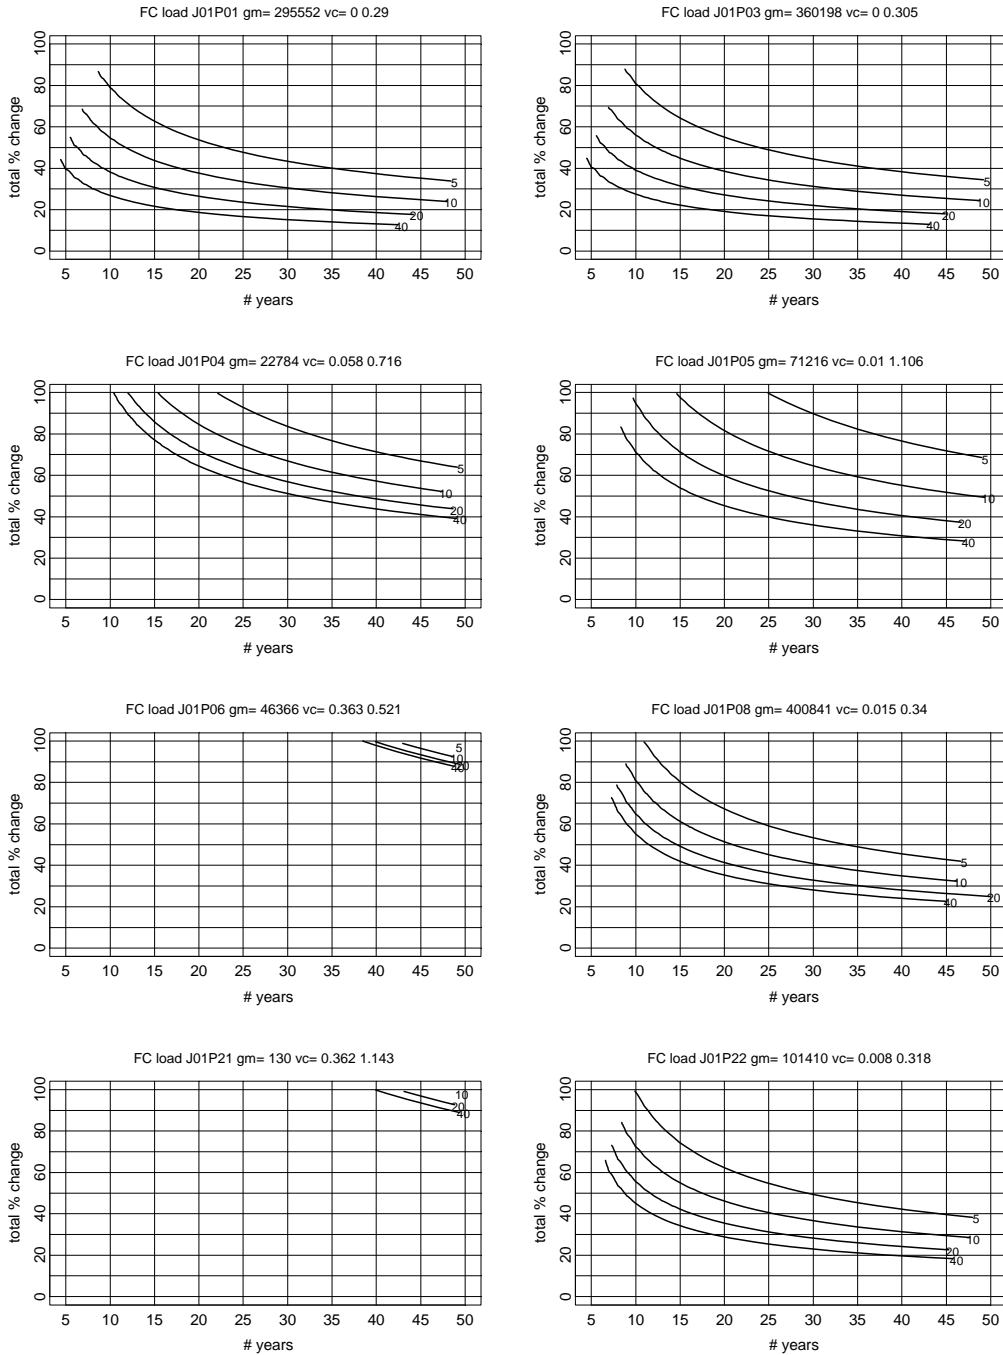 FC load J01P01 gm= 295552 vc= 0 0.29
total % change
0 20 40 60 80 100
5
10
20
40
5 10 15 20 25 30 35 40 45 50
# years
FC load J01P03 gm= 360198 vc= 0 0.305
total % change
0 20 40 60 80 100
5
10
20
40
5 10 15 20 25 30 35 40 45 50
# years
FC load J01P04 gm= 22784 vc= 0.058 0.716
total % change
0 20 40 60 80 100
5
10
20
40
5 10 15 20 25 30 35 40 45 50
# years
FC load J01P05 gm= 71216 vc= 0.01 1.106
total % change
0 20 40 60 80 100
5
10
20
40
5 10 15 20 25 30 35 40 45 50
# years
FC load J01P06 gm= 46366 vc= 0.363 0.521
total % change
0 20 40 60 80 100
5
10
20
40
5 10 15 20 25 30 35 40 45 50
# years
FC load J01P08 gm= 400841 vc= 0.015 0.34
total % change
0 20 40 60 80 100
5
10
20
40
5 10 15 20 25 30 35 40 45 50
# years
FC load J01P21 gm= 130 vc= 0.362 1.143
total % change
0 20 40 60 80 100
10
20
40
5 10 15 20 25 30 35 40 45 50
# years
FC load J01P22 gm= 101410 vc= 0.008 0.318
total % change
0 20 40 60 80 100
5
10
20
40
5 10 15 20 25 30 35 40 45 50
# years